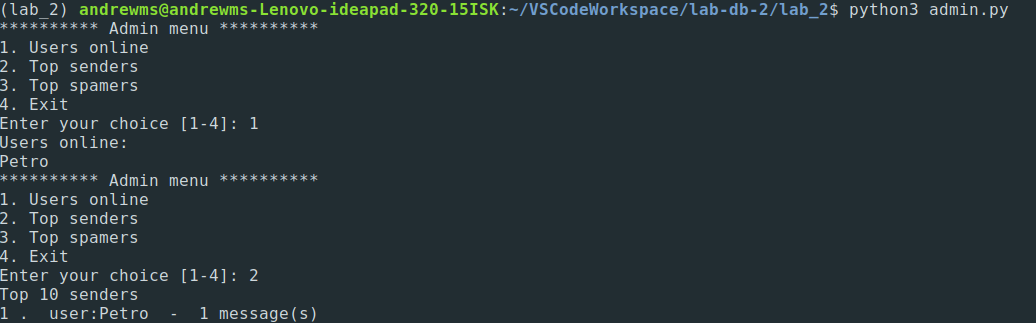 (lab_2) andrewms@andrewms-Lenovo-ideapad-320-15ISK:~/VSCodeWorkspace/lab-db-2/lab_2$ python3 admin.py
********** Admin menu **********
1. Users online
2. Top senders
3. Top spamers
4. Exit
Enter your choice [1-4]: 1
Users online:
Petro
********** Admin menu **********
1. Users online
2. Top senders
3. Top spamers
4. Exit
Enter your choice [1-4]: 2
Top 10 senders
1 .  user:Petro  -  1 message(s)